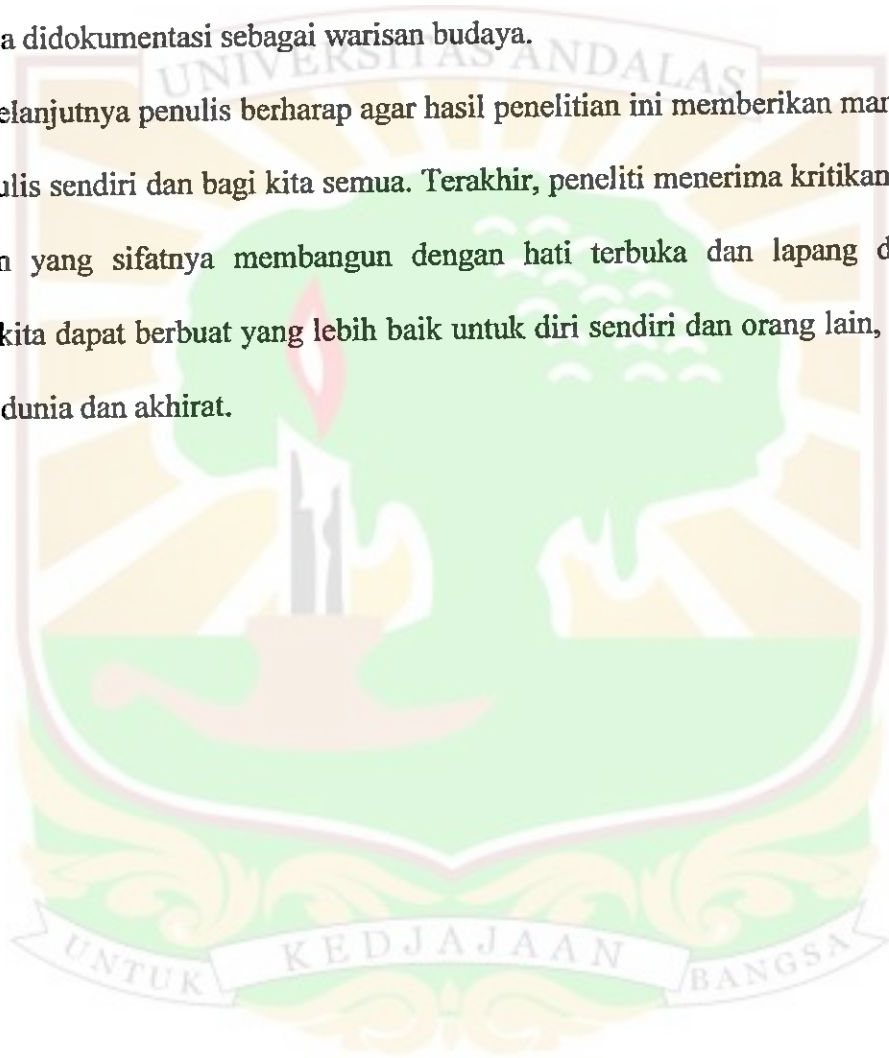 a didokumentasi sebagai warisan budaya.
elanjutnya penulis berharap agar hasil penelitian ini memberikan
ulis sendiri dan bagi kita semua. Terakhir, peneliti menerima kritikan
n yang sifatnya membangun dengan hati terbuka dan lapang d
kita dapat berbuat yang lebih baik untuk diri sendiri dan orang lain,
dunia dan akhirat.
UNIVERSITAS ANDALAS
UNTUK KEDJAJAAN BANGSA